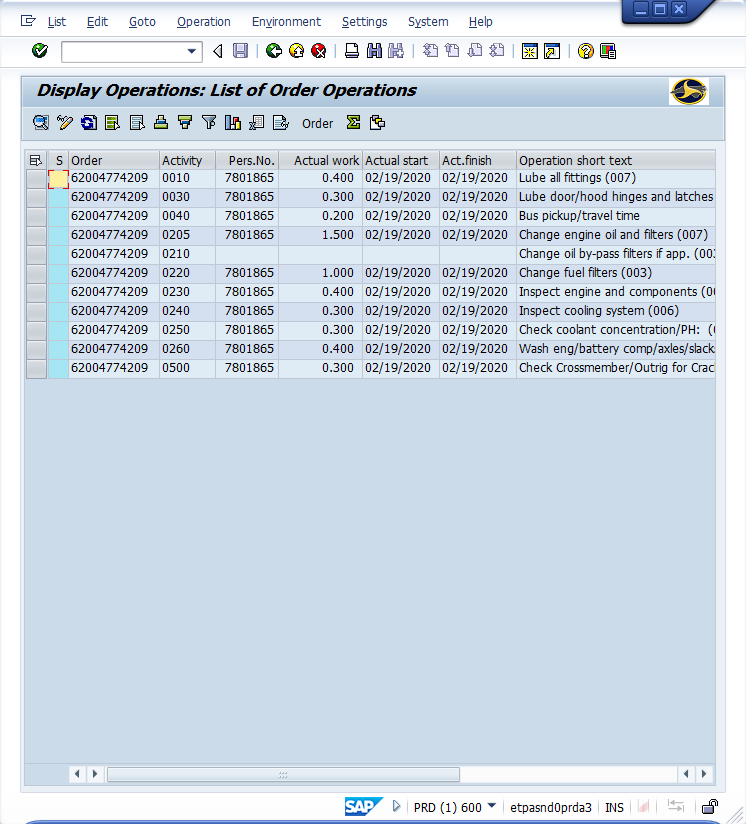 List Edit Goto Operation Environment Settings System Help
Display Operations: List of Order Operations
Order
S Order Activity Pers.No. Actual work Actual start Act.finish Operation short text
62004774209 0010 7801865 0.400 02/19/2020 02/19/2020 Lube all fittings (007)
62004774209 0030 7801865 0.300 02/19/2020 02/19/2020 Lube door/hood hinges and latches
62004774209 0040 7801865 0.200 02/19/2020 02/19/2020 Bus pickup/travel time
62004774209 0205 7801865 1.500 02/19/2020 02/19/2020 Change engine oil and filters (007)
62004774209 0210 Change oil by-pass filters if app. (00
62004774209 0220 7801865 1.000 02/19/2020 02/19/2020 Change fuel filters (003)
62004774209 0230 7801865 0.400 02/19/2020 02/19/2020 Inspect engine and components (0
62004774209 0240 7801865 0.300 02/19/2020 02/19/2020 Inspect cooling system (006)
62004774209 0250 7801865 0.300 02/19/2020 02/19/2020 Check coolant concentration/PH: (
62004774209 0260 7801865 0.400 02/19/2020 02/19/2020 Wash eng/battery comp/axles/slack
62004774209 0500 7801865 0.300 02/19/2020 02/19/2020 Check Crossmember/Outrig for Crac
SAP PRD (1) 600 etpasnd0prda3 INS